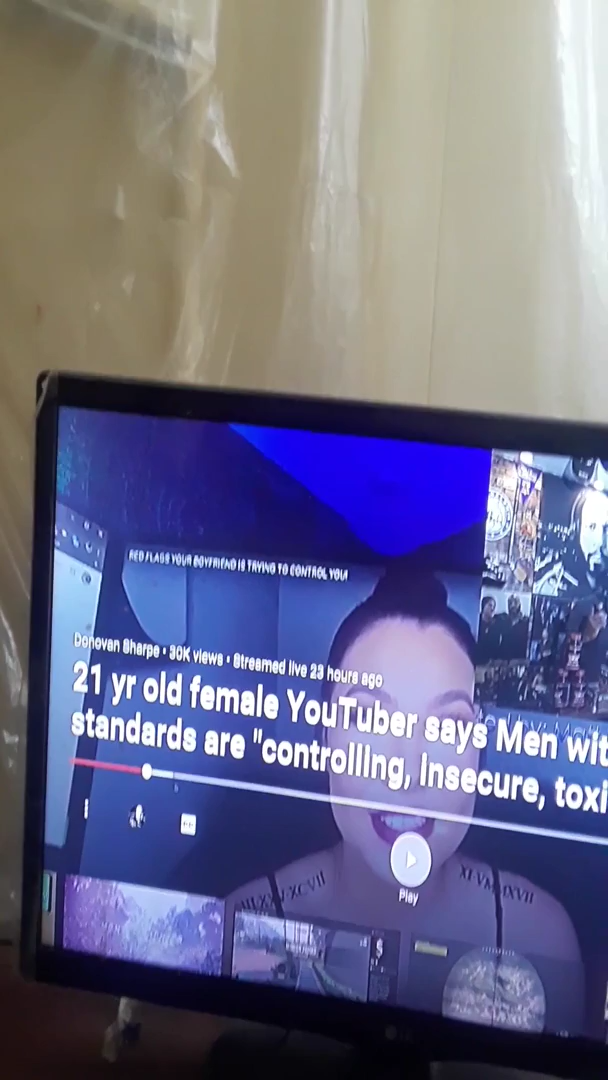 RED FLAGS YOUR BOYFRIEND IS TRYING TO CONTROL YOU!
Donovan Sharpe • 30K views • Streamed live 23 hours ago
21 yr old female YouTuber says Men wit
standards are "controlling, insecure, toxi
Play
LG